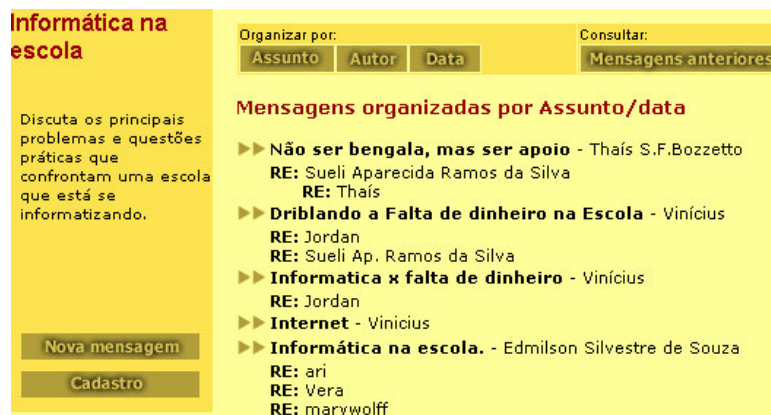 Informática na
escola
Discuta os principais
problemas e questões
práticas que
confrontam uma escola
que está se
informatizando.
Nova mensagem
Cadastro
Organizar por:
Assunto Autor Data
Consultar:
Mensagens anteriores
Mensagens organizadas por Assunto/data
Não ser bengala, mas ser apoio - Thaís S.F.Bozzetto
RE: Sueli Aparecida Ramos da Silva
RE: Thaís
Driblando a Falta de dinheiro na Escola - Vinícius
RE: Jordan
RE: Sueli Ap. Ramos da Silva
Informatica x falta de dinheiro - Vinícius
RE: Jordan
Internet - Vinicius
Informática na escola. - Edmilson Silvestre de Souza
RE: ari
RE: Vera
RE: marywolff